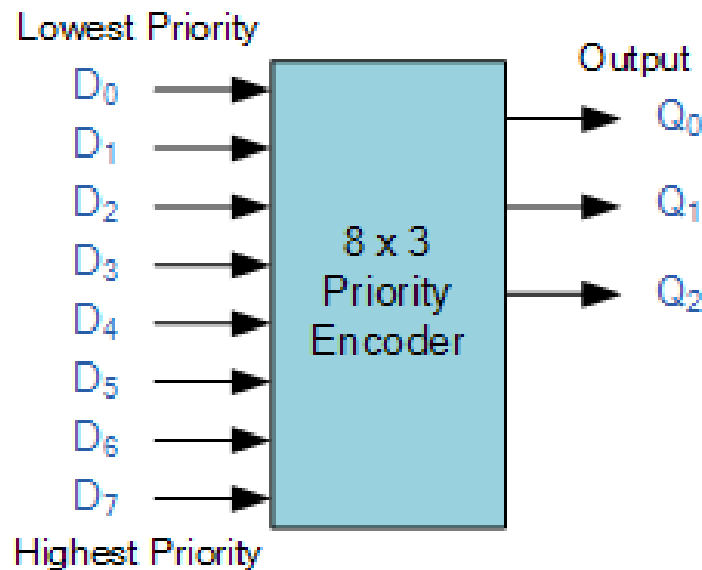 Lowest Priority
Output
D₀
D₁
D₂
D₃
D₄
D₅
D₆
D₇
8 x 3
Priority
Encoder
Q₀
Q₁
Q₂
Highest Priority